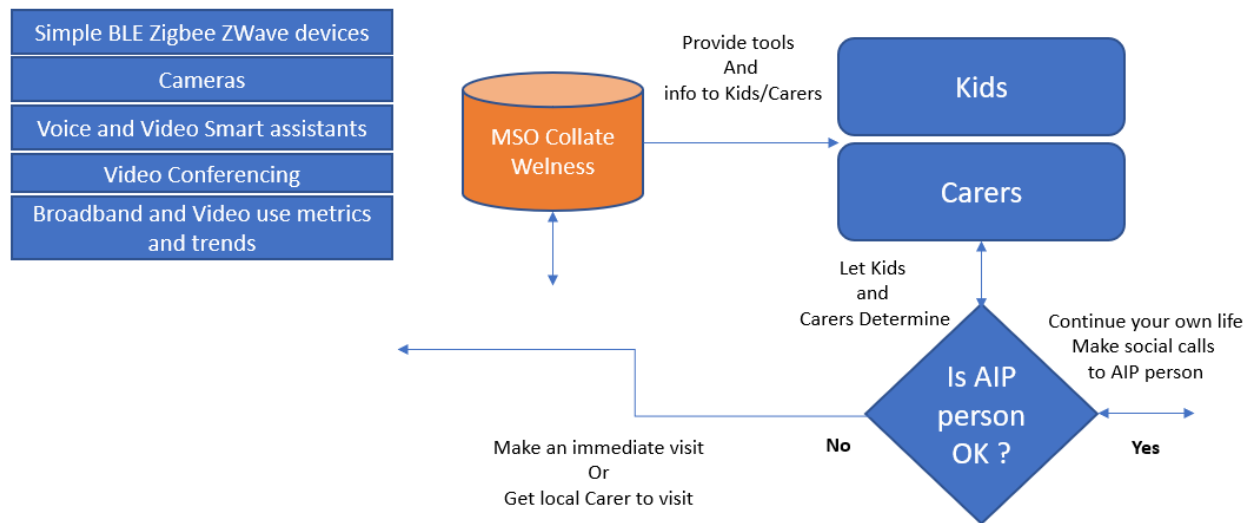 Simple BLE Zigbee ZWave devices
Cameras
Voice and Video Smart assistants
Video Conferencing
Broadband and Video use metrics
and trends
MSO Collate
Welness
Provide tools
And
info to Kids/Carers
Kids
Carers
Let Kids
and
Carers Determine
Is AIP
person
OK ?
Continue your own life
Make social calls
to AIP person
No
Yes
Make an immediate visit
Or
Get local Carer to visit